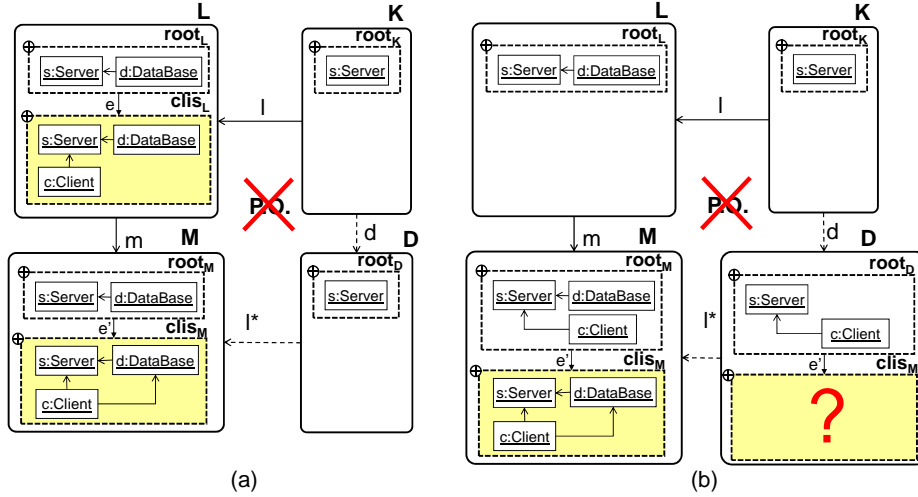 L
K
root_L
root_K
s:Server
d:DataBase
s:Server
e
clis_L
s:Server
d:DataBase
c:Client
l
P.O.
m
d
M
D
root_M
root_D
s:Server
d:DataBase
s:Server
e'
clis_M
l*
s:Server
d:DataBase
c:Client
(a)
L
K
root_L
root_K
s:Server
d:DataBase
s:Server
l
P.O.
m
d
M
D
root_M
root_D
s:Server
d:DataBase
s:Server
c:Client
c:Client
l*
e'
clis_M
e'
clis_M
s:Server
d:DataBase
c:Client
?
(b)